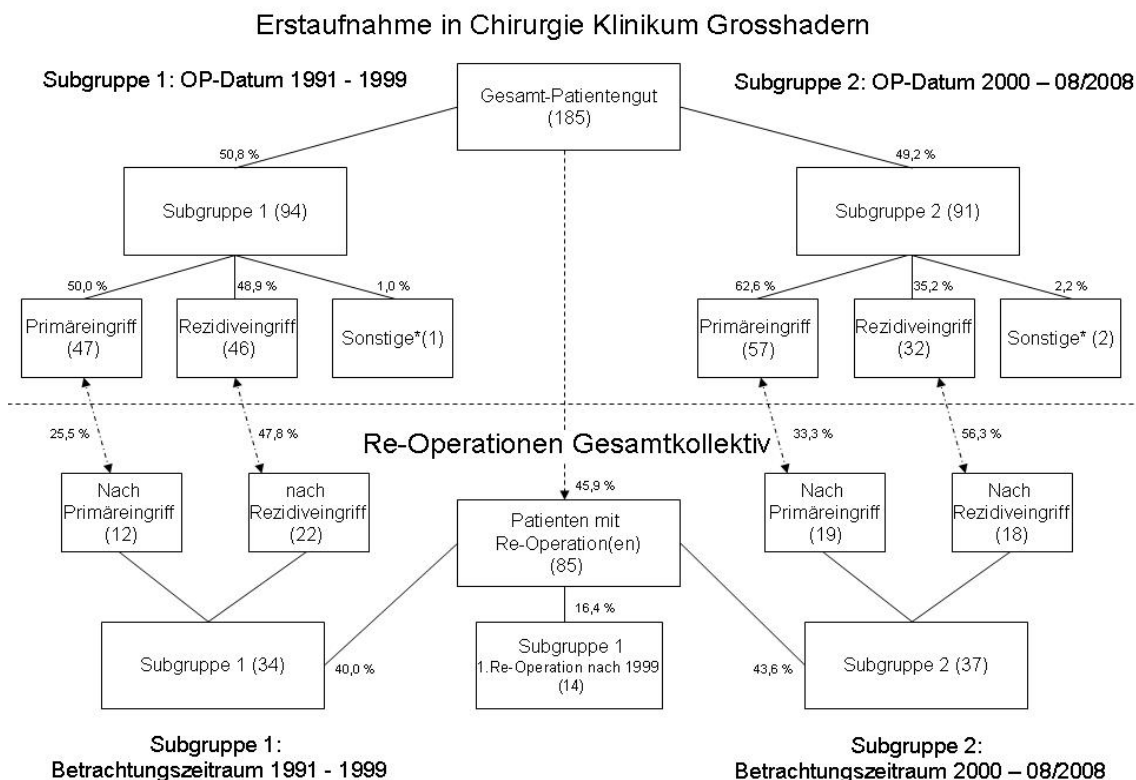 Erstaufnahme in Chirurgie Klinikum Grosshadern
Subgruppe 1: OP-Datum 1991 - 1999
Gesamt-Patientengut
(185)
Subgruppe 2: OP-Datum 2000 – 08/2008
50,8 %
49,2 %
Subgruppe 1 (94)
Subgruppe 2 (91)
50,0 %
48,9 %
1,0 %
62,6 %
35,2 %
2,2 %
Primäreingriff
(47)
Rezidiveingriff
(46)
Sonstige*(1)
Primäreingriff
(57)
Rezidiveingriff
(32)
Sonstige* (2)
25,5 %
47,8 %
Re-Operationen Gesamtkollektiv
33,3 %
56,3 %
Nach
Primäreingriff
(12)
nach
Rezidiveingriff
(22)
45,9 %
Patienten mit
Re-Operation(en)
(85)
Nach
Primäreingriff
(19)
Nach
Rezidiveingriff
(18)
16,4 %
Subgruppe 1 (34)
40,0 %
Subgruppe 1
1.Re-Operation nach 1999
(14)
43,6 %
Subgruppe 2 (37)
Subgruppe 1:
Betrachtungszeitraum 1991 - 1999
Subgruppe 2:
Betrachtungszeitraum 2000 – 08/2008